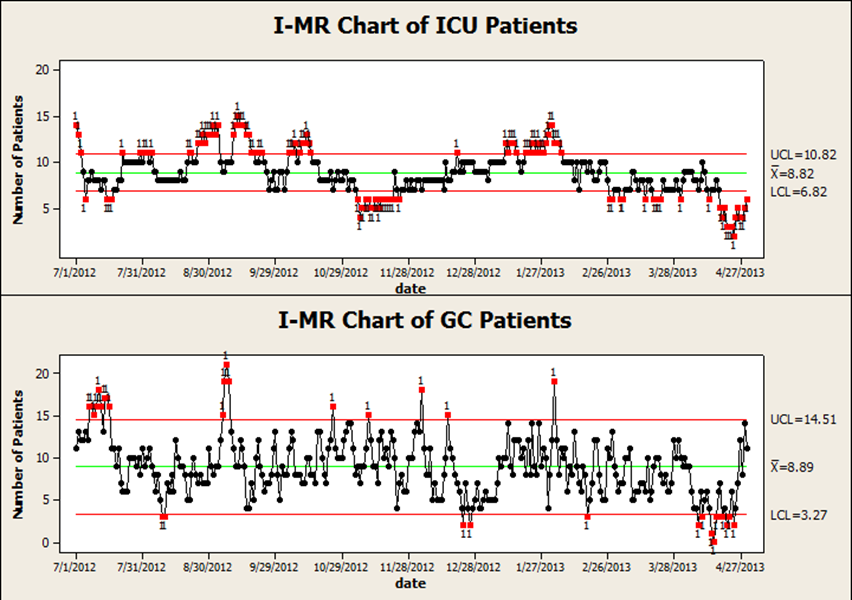 I-MR Chart of ICU Patients
Number of Patients
20
15
10
5
UCL=10.82
X̄=8.82
LCL=6.82
7/1/2012 7/31/2012 8/30/2012 9/29/2012 10/29/2012 11/28/2012 12/28/2012 1/27/2013 2/26/2013 3/28/2013 4/27/2013
date
I-MR Chart of GC Patients
Number of Patients
20
15
10
5
0
UCL=14.51
X̄=8.89
LCL=3.27
7/1/2012 7/31/2012 8/30/2012 9/29/2012 10/29/2012 11/28/2012 12/28/2012 1/27/2013 2/26/2013 3/28/2013 4/27/2013
date